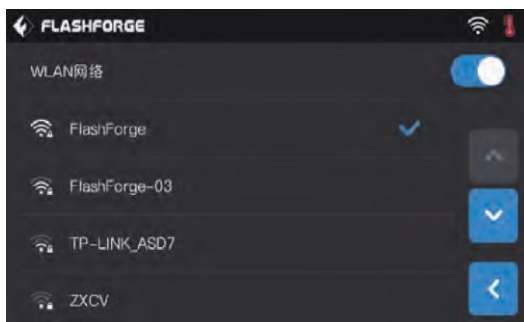 FLASHFORGE
WLAN网络
FlashForge
FlashForge-03
TP-LINK_ASD7
ZXCV